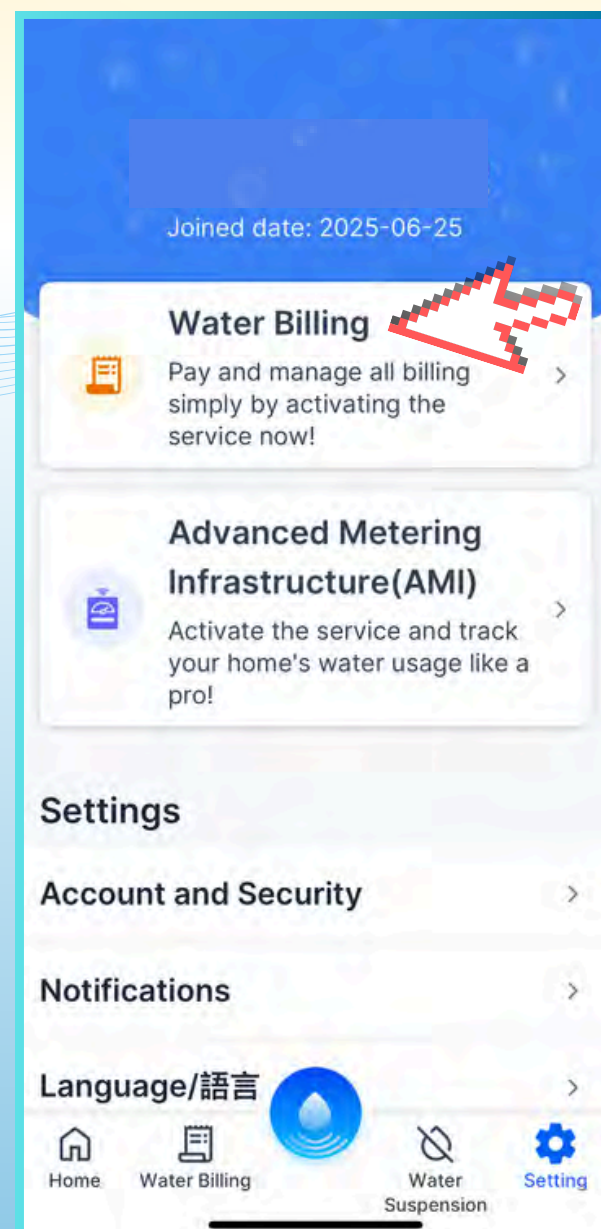 Joined date: 2025-06-25
Water Billing
Pay and manage all billing
simply by activating the
service now!
Advanced Metering
Infrastructure(AMI)
Activate the service and track
your home's water usage like a
pro!
Settings
Account and Security
Notifications
Language/語言
Home
Water Billing
Water
Suspension
Setting